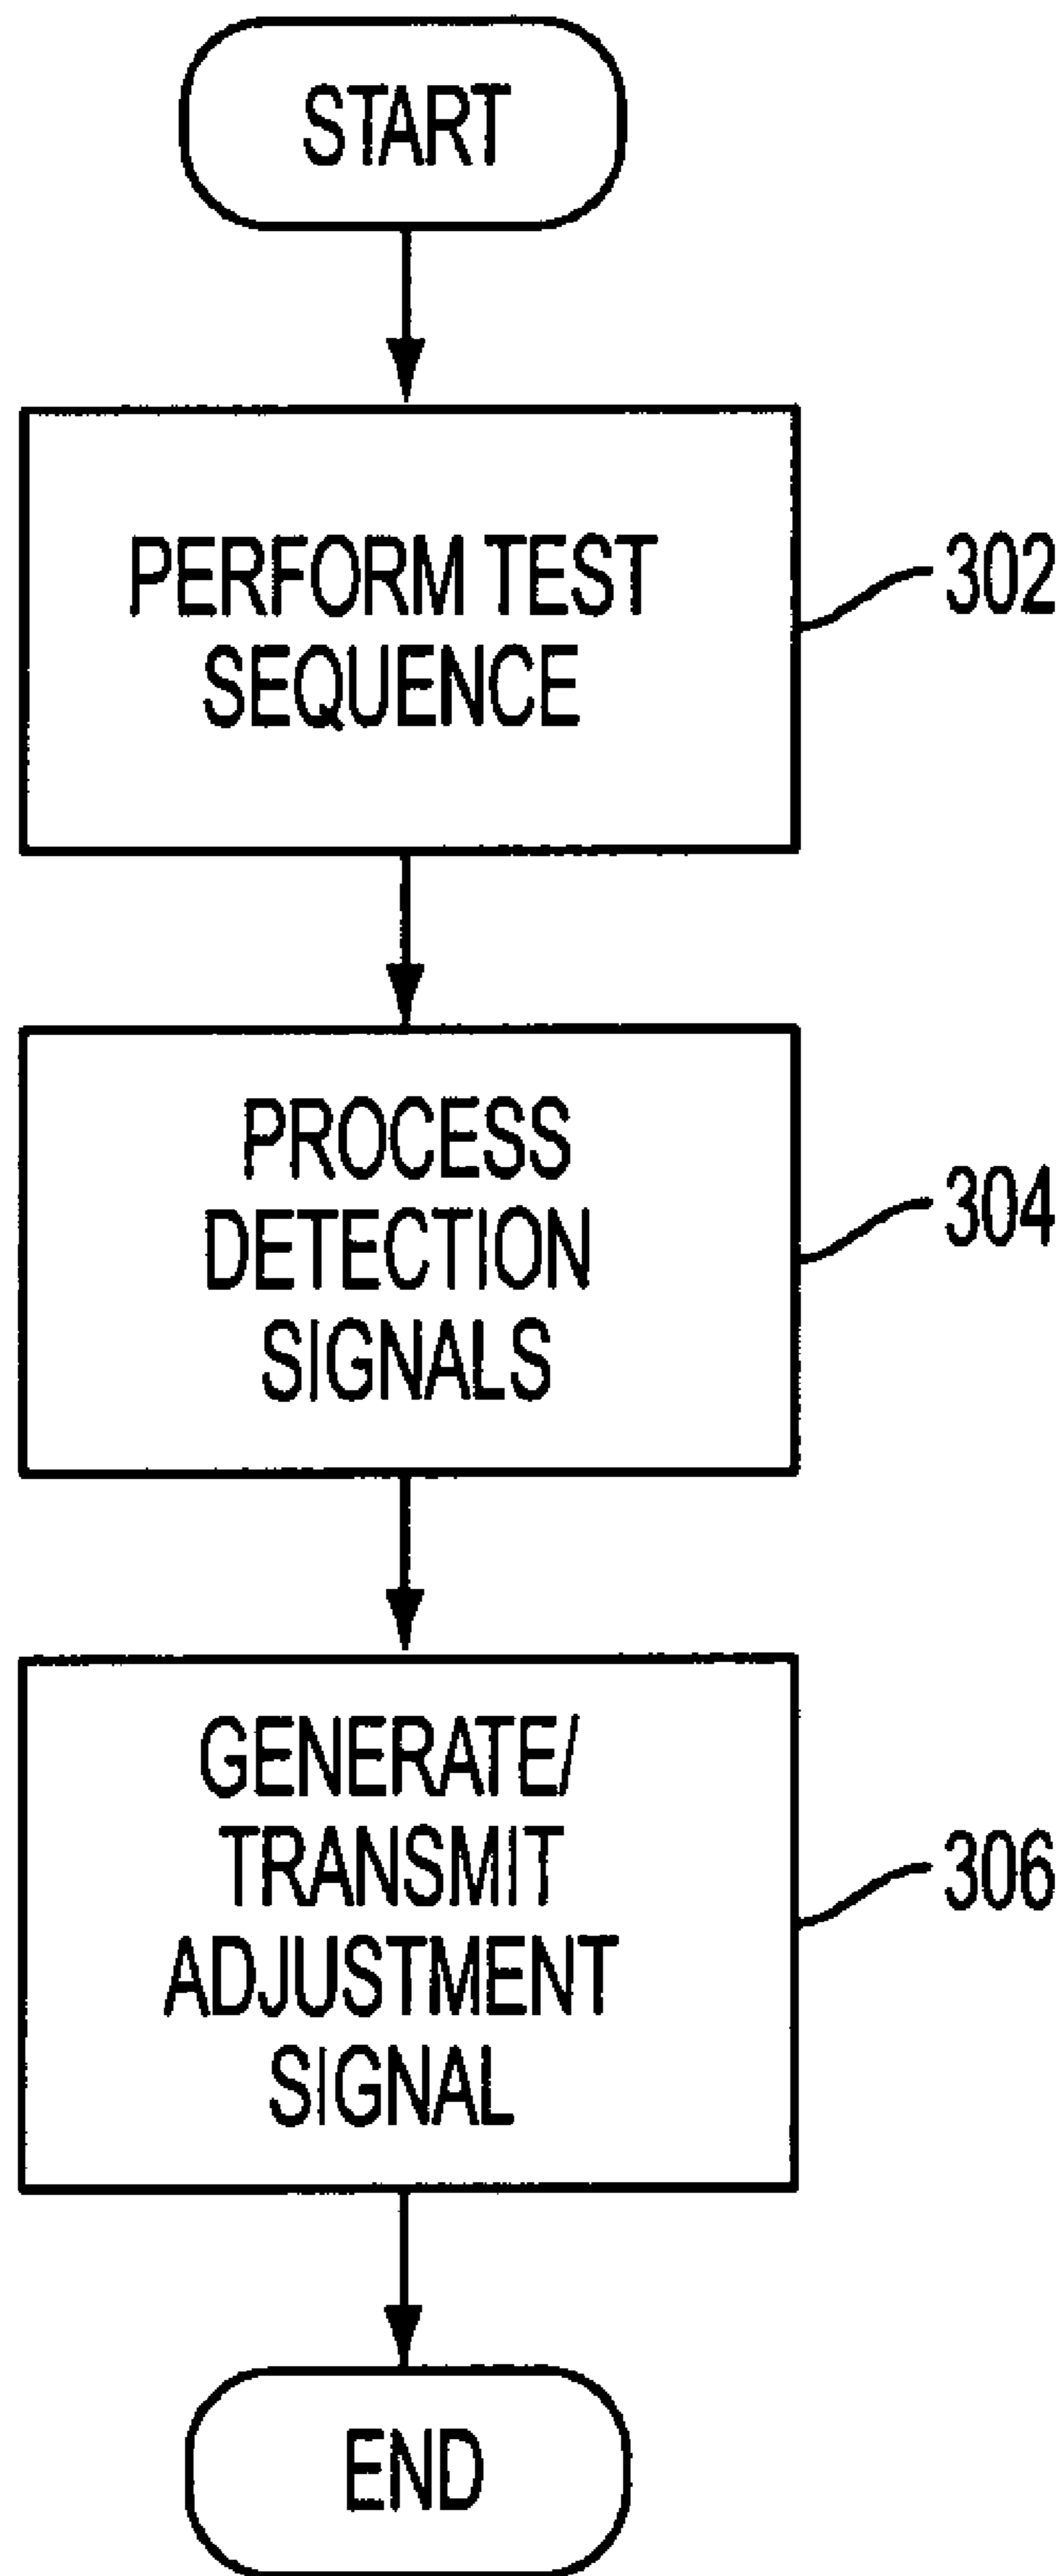 START
PERFORM TEST
SEQUENCE
302
PROCESS
DETECTION
SIGNALS
304
GENERATE/
TRANSMIT
ADJUSTMENT
SIGNAL
306
END